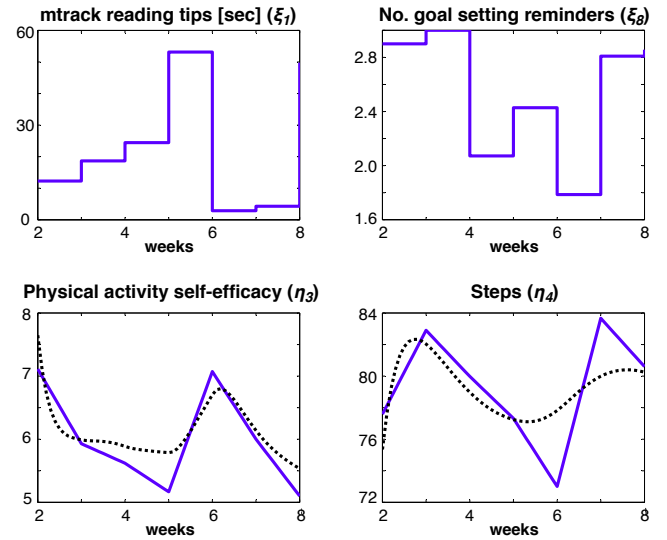 mtrack reading tips [sec] (ξ1)
60
30
0
2 4 6 8
weeks
No. goal setting reminders (ξ8)
2.8
2.4
2.0
1.6
2 4 6 8
weeks
Physical activity self-efficacy (η3)
8
7
6
5
2 4 6 8
weeks
Steps (η4)
84
80
76
72
2 4 6 8
weeks